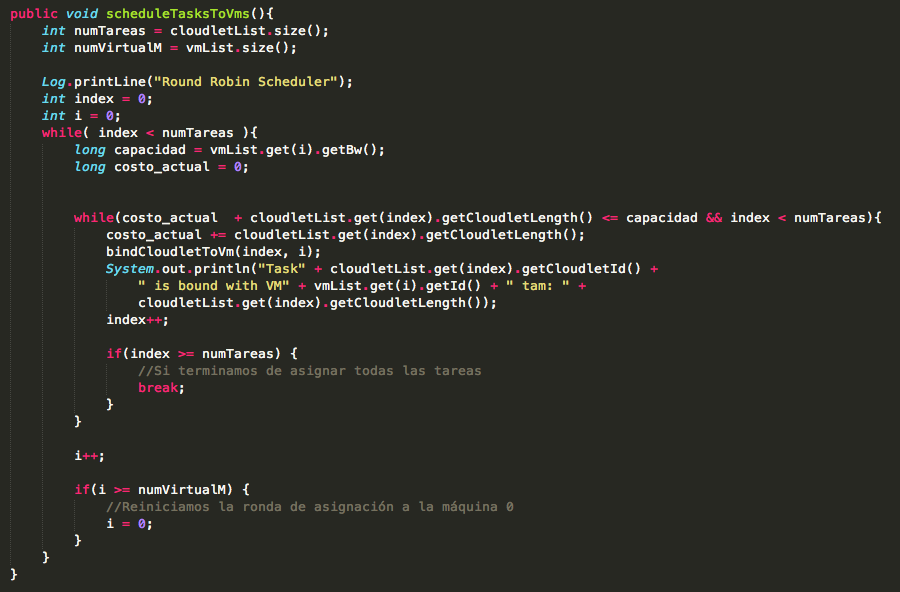 public void scheduleTasksToVms(){
int numTareas = cloudletList.size();
int numVirtualM = vmList.size();
Log.printLine("Round Robin Scheduler");
int index = 0;
int i = 0;
while( index < numTareas ){
long capacidad = vmList.get(i).getBw();
long costo_actual = 0;
while(costo_actual  + cloudletList.get(index).getCloudletLength() <= capacidad && index < numTareas){
costo_actual += cloudletList.get(index).getCloudletLength();
bindCloudletToVm(index, i);
System.out.println("Task" + cloudletList.get(index).getCloudletId() +
" is bound with VM" + vmList.get(i).getId() + " tam: " +
cloudletList.get(index).getCloudletLength());
index++;
if(index >= numTareas) {
//Si terminamos de asignar todas las tareas
break;
}
}
i++;
if(i >= numVirtualM) {
//Reiniciamos la ronda de asignación a la máquina 0
i = 0;
}
}
}